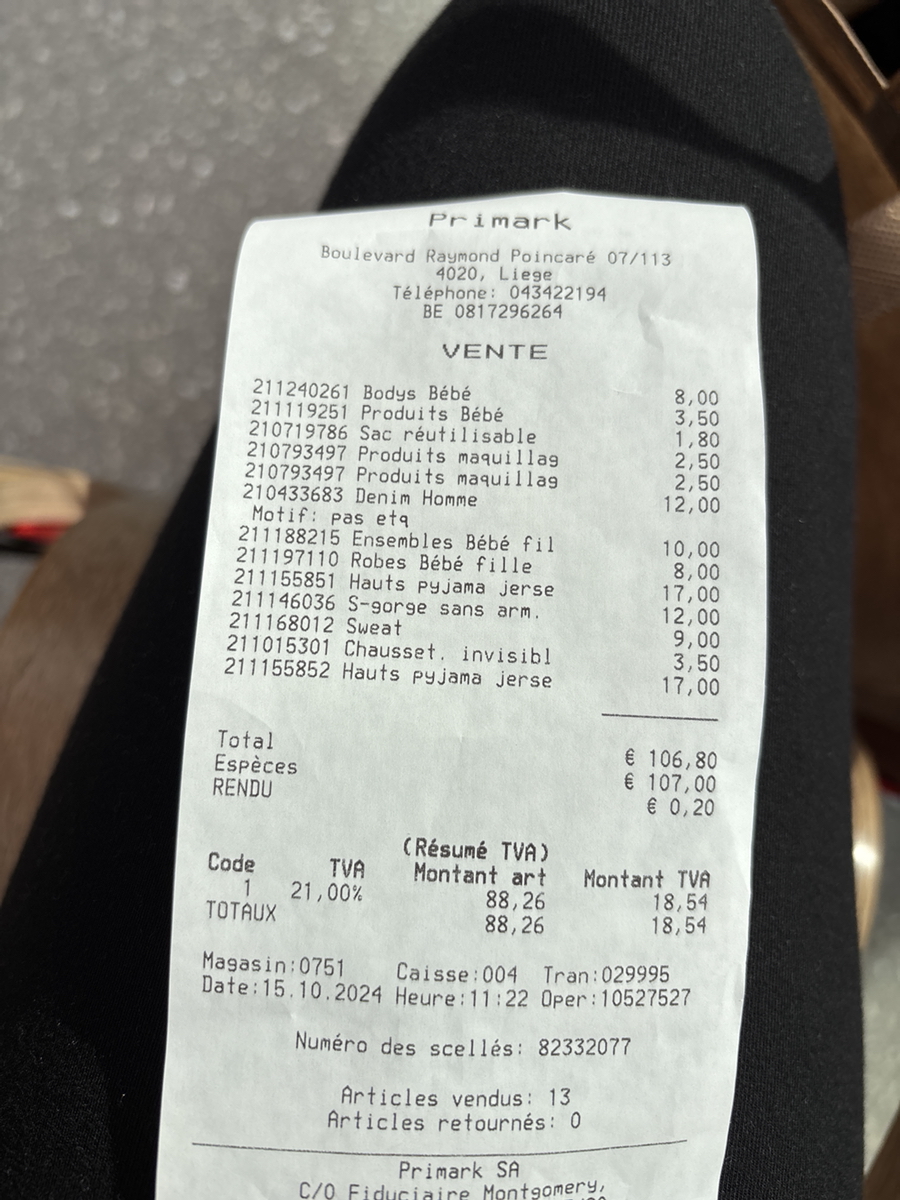 Primark
Boulevard Raymond Poincaré 07/113
4020, Liege
Téléphone: 043422194
BE 0817296264
VENTE
211240261 Bodys Bébé 8,00
211119251 Produits Bébé 3,50
210719786 Sac réutilisable 1,80
210793497 Produits maquillag 2,50
210793497 Produits maquillag 2,50
210433683 Denim Homme 12,00
Motif: pas etq
211188215 Ensembles Bébé fil 10,00
211197110 Robes Bébé fille 8,00
211155851 Hauts pyjama jerse 17,00
211146036 S-gorge sans arm. 12,00
211168012 Sweat 9,00
211015301 Chausset. invisibl 3,50
211155852 Hauts pyjama jerse 17,00
Total € 106,80
Espèces € 107,00
RENDU € 0,20
(Résumé TVA)
Code TVA Montant art Montant TVA
1 21,00% 88,26 18,54
TOTAUX 88,26 18,54
Magasin:0751 Caisse:004 Tran:029995
Date:15.10.2024 Heure:11:22 Oper:10527527
Numéro des scellés: 82332077
Articles vendus: 13
Articles retournés: 0
Primark SA
C/O Fiduciaire Montgomery,